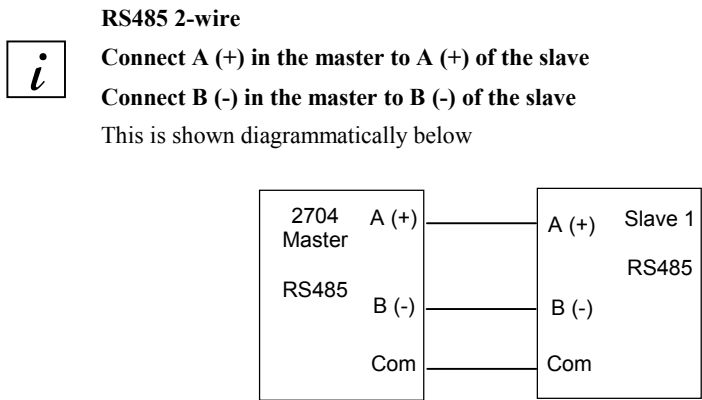 RS485 2-wire
i
Connect A (+) in the master to A (+) of the slave
Connect B (-) in the master to B (-) of the slave
This is shown diagrammatically below
2704 A (+) A (+) Slave 1
Master
RS485 RS485
B (-) B (-)
Com Com